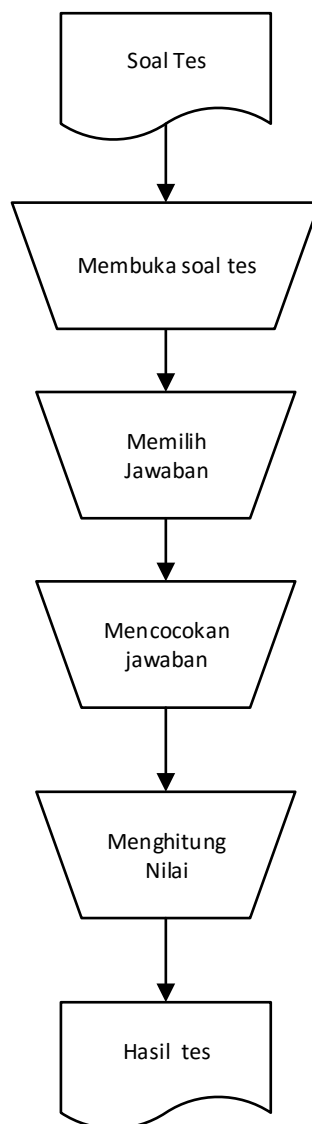 Soal Tes
Membuka soal tes
Memilih
Jawaban
Mencocokan
jawaban
Menghitung
Nilai
Hasil tes